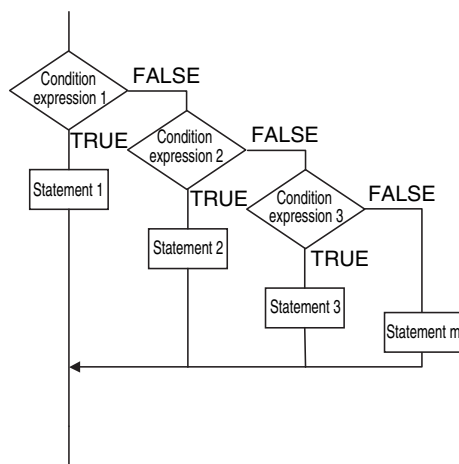 Condition
expression 1
FALSE
TRUE
Statement 1
Condition
expression 2
FALSE
TRUE
Statement 2
Condition
expression 3
FALSE
TRUE
Statement 3
Statement m